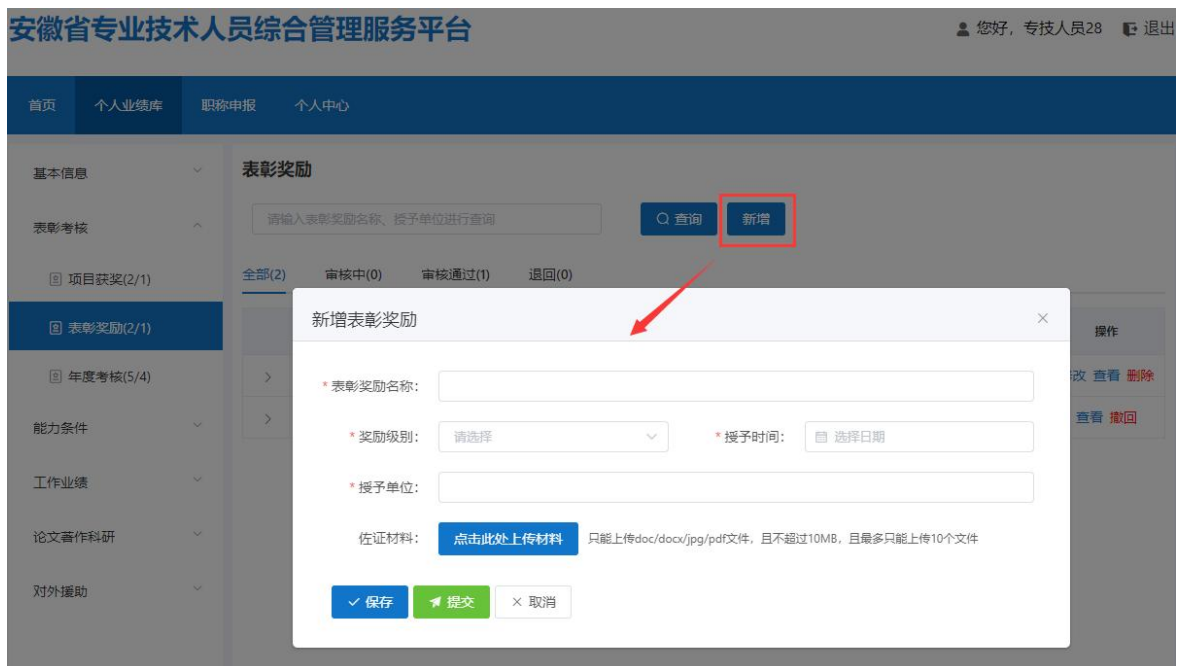 安徽省专业技术人员综合管理服务平台
您好，专技人员28 退出
首页 个人业绩库 职称申报 个人中心
基本信息
表彰考核
项目获奖(2/1)
表彰奖励(2/1)
年度考核(5/4)
能力条件
工作业绩
论文著作科研
对外援助
表彰奖励
请输入表彰奖励名称、授予单位进行查询 查询 新增
全部(2) 审核中(0) 审核通过(1) 退回(0)
操作
改 查看 删除
查看 撤回
新增表彰奖励
*表彰奖励名称：
*奖励级别： 请选择 *授予时间： 选择日期
*授予单位：
佐证材料： 点击此处上传材料 只能上传doc/docx/jpg/pdf文件，且不超过10MB，且最多只能上传10个文件
保存 提交 取消